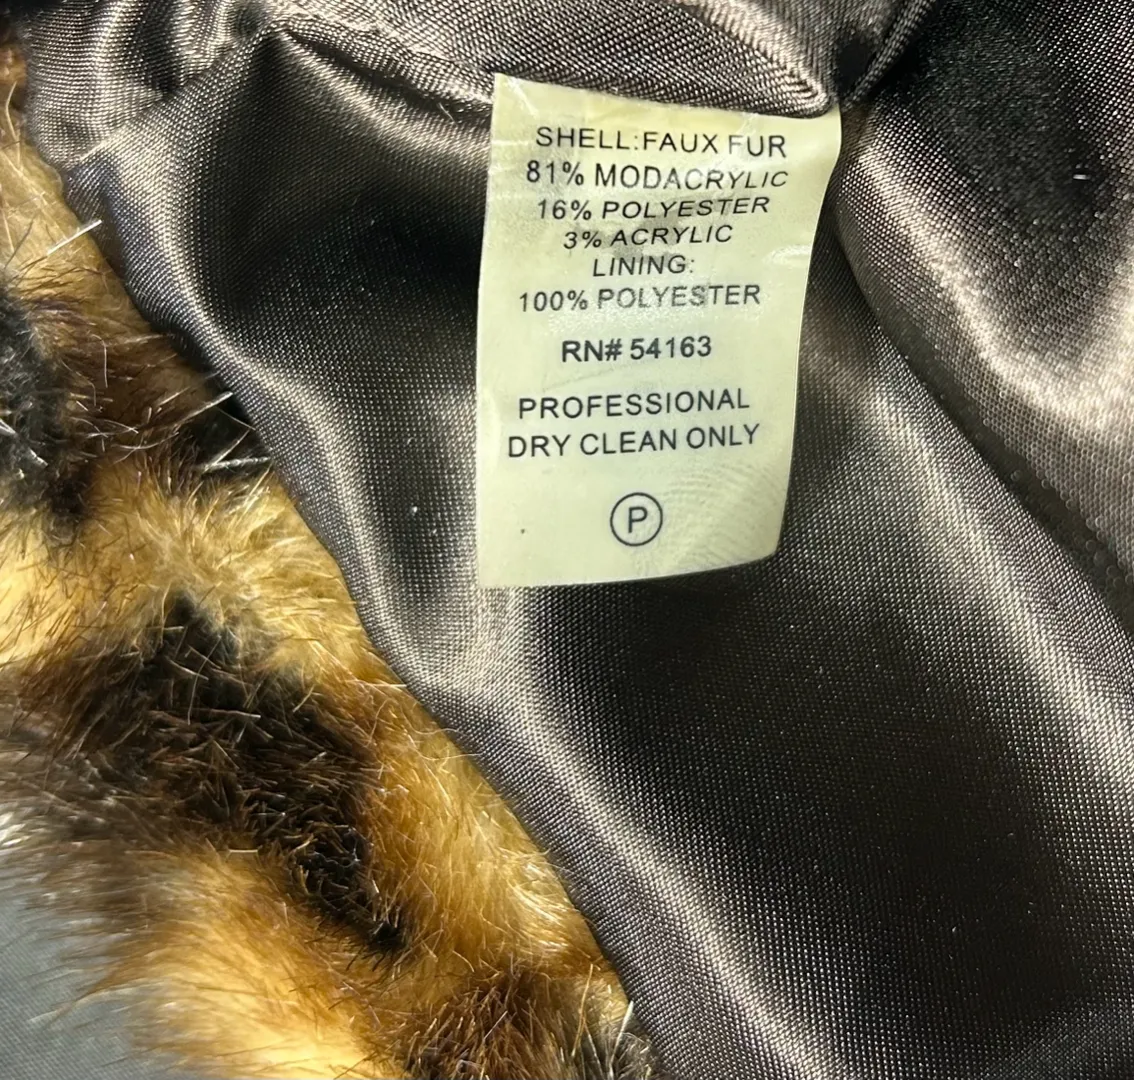 SHELL:FAUX FUR
81% MODACRYLIC
16% POLYESTER
3% ACRYLIC
LINING:
100% POLYESTER
RN# 54163
PROFESSIONAL
DRY CLEAN ONLY
P